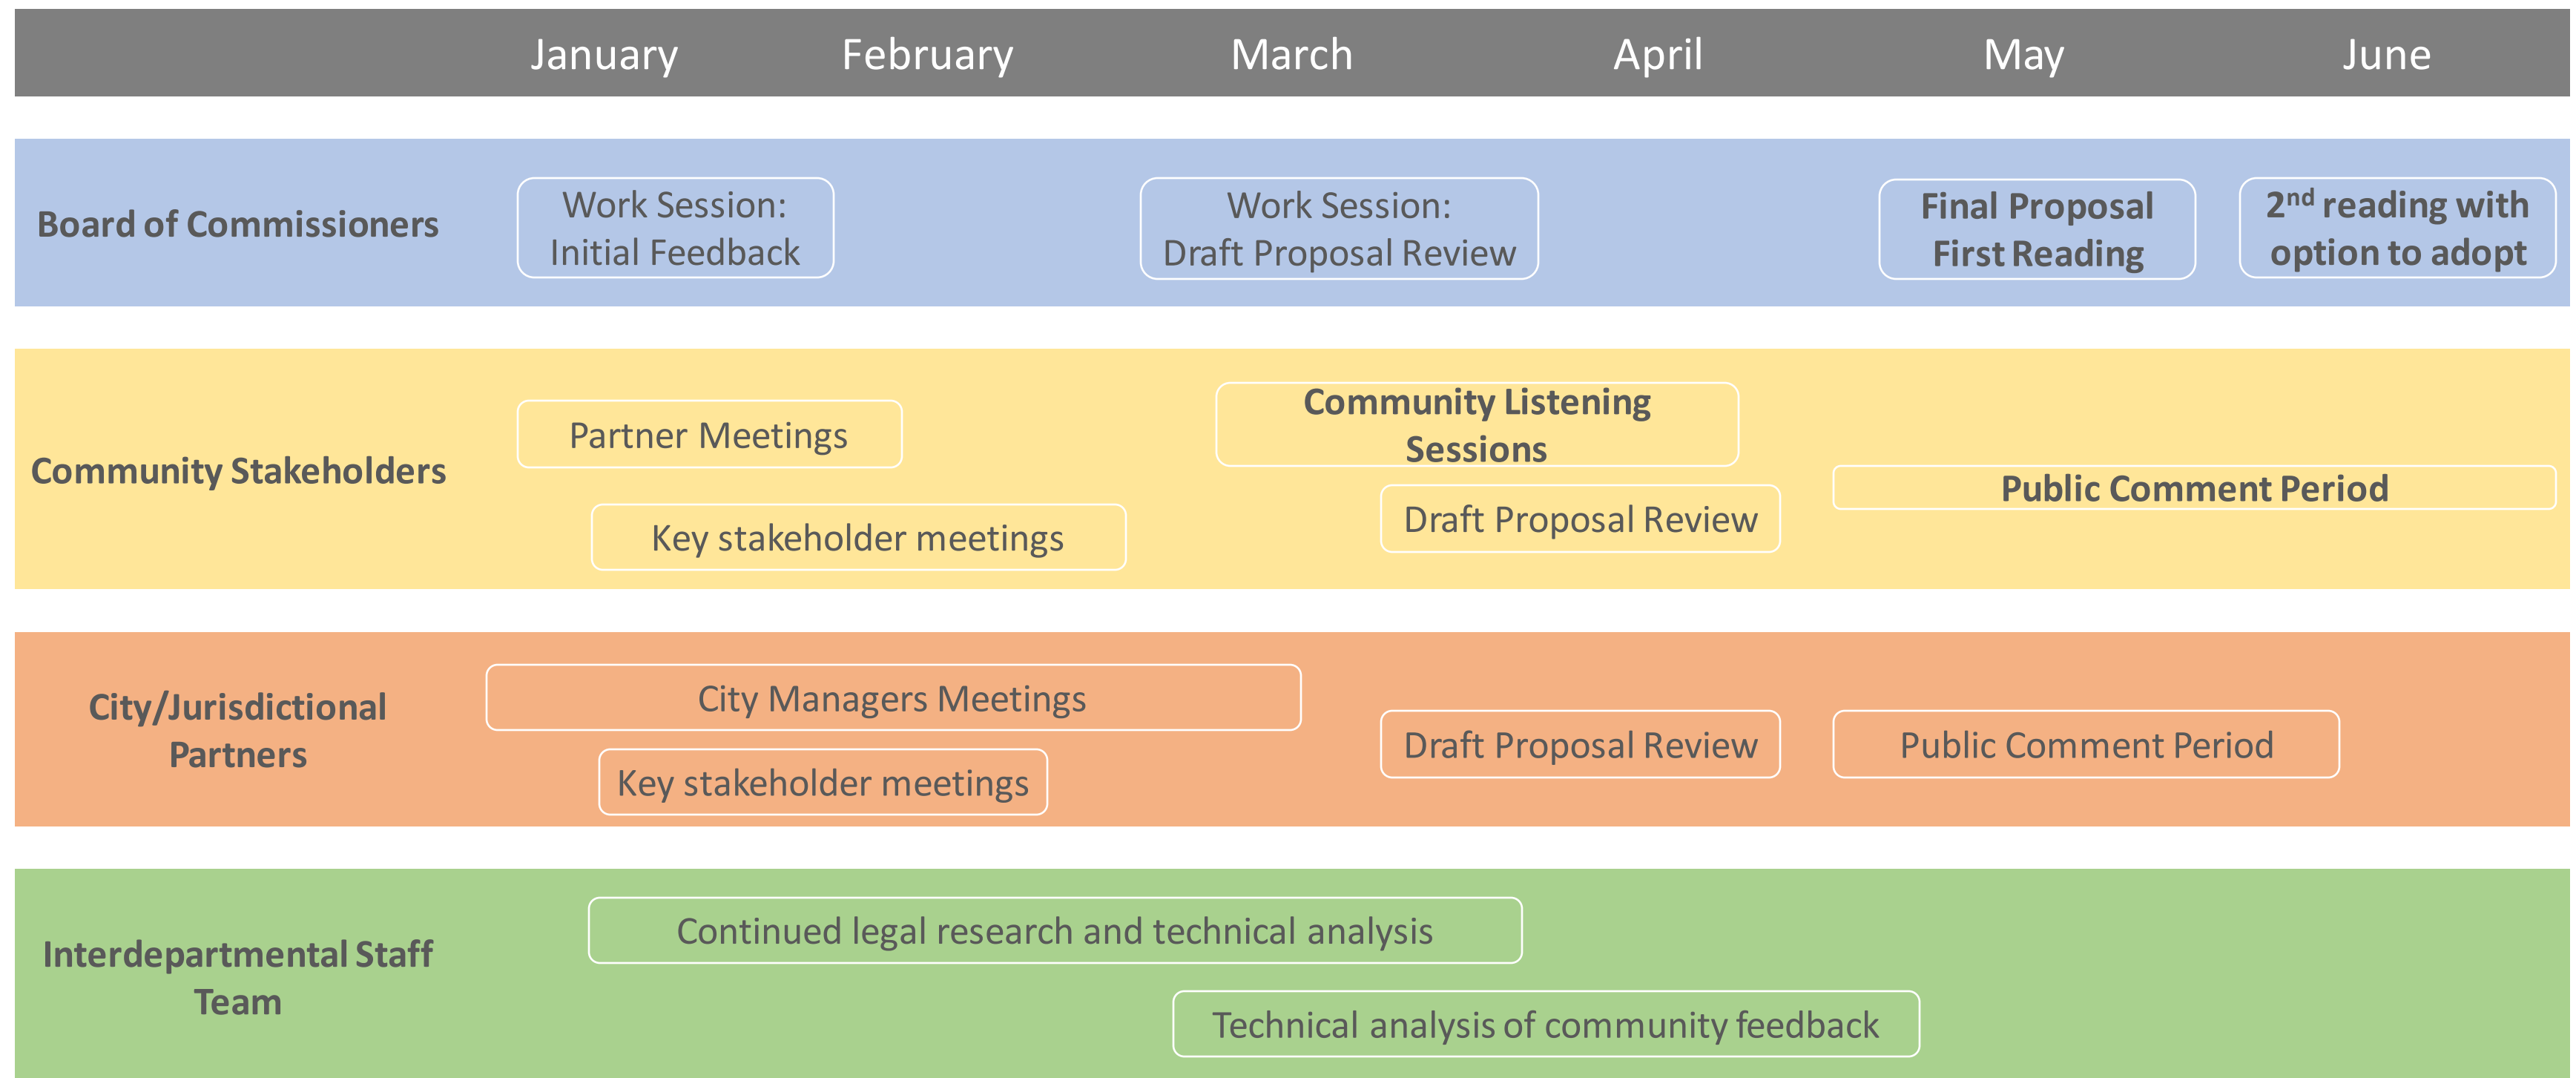 January February March April May June
Board of Commissioners
Work Session:
Initial Feedback
Work Session:
Draft Proposal Review
Final Proposal
First Reading
2nd reading with
option to adopt
Community Stakeholders
Partner Meetings
Key stakeholder meetings
Community Listening
Sessions
Draft Proposal Review
Public Comment Period
City/Jurisdictional
Partners
City Managers Meetings
Key stakeholder meetings
Draft Proposal Review
Public Comment Period
Interdepartmental Staff
Team
Continued legal research and technical analysis
Technical analysis of community feedback